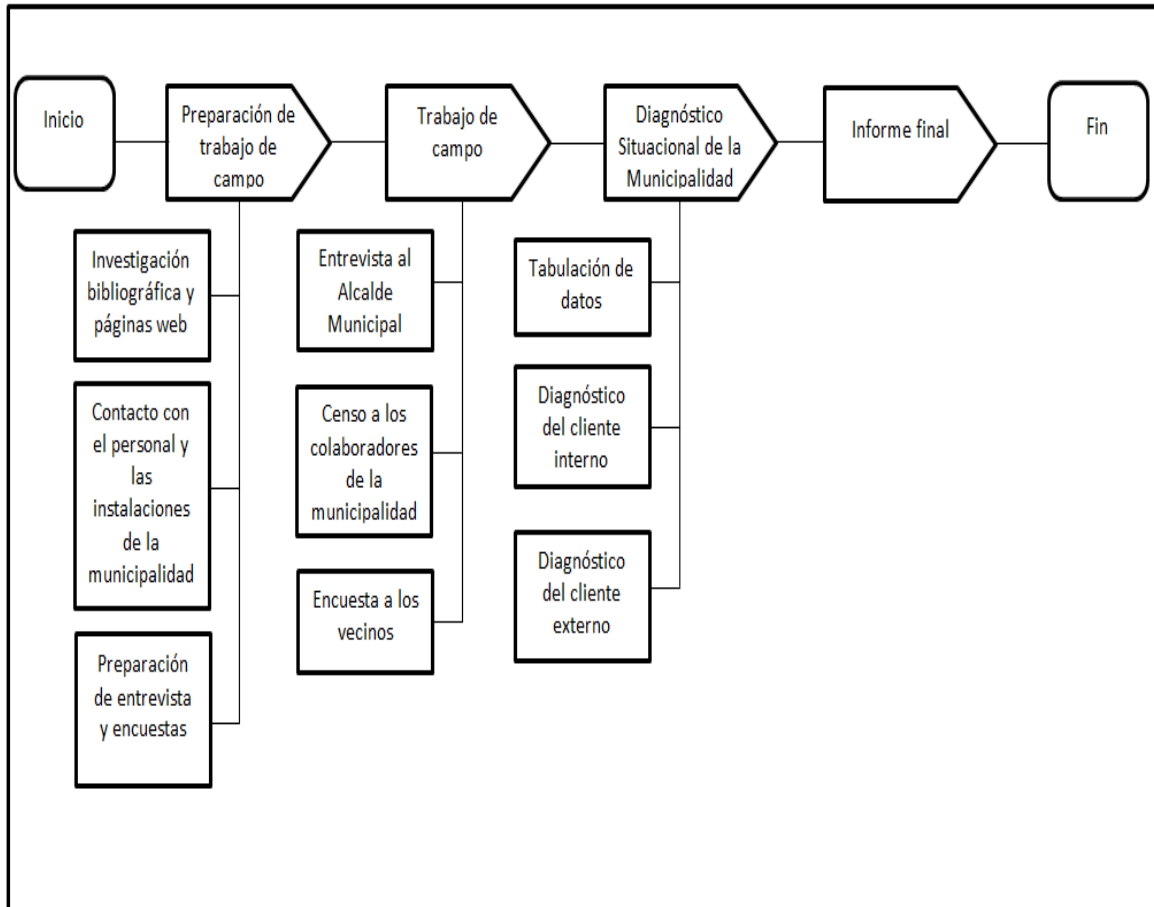 Inicio
Preparación de
trabajo de
campo
Trabajo de
campo
Diagnóstico
Situacional de la
Municipalidad
Informe final
Fin
Investigación
bibliográfica y
páginas web
Contacto con
el personal y
las
instalaciones
de la
municipalidad
Preparación
de entrevista
y encuestas
Entrevista al
Alcalde
Municipal
Censo a los
colaboradores
de la
municipalidad
Encuesta a los
vecinos
Tabulación de
datos
Diagnóstico
del cliente
interno
Diagnóstico
del cliente
externo